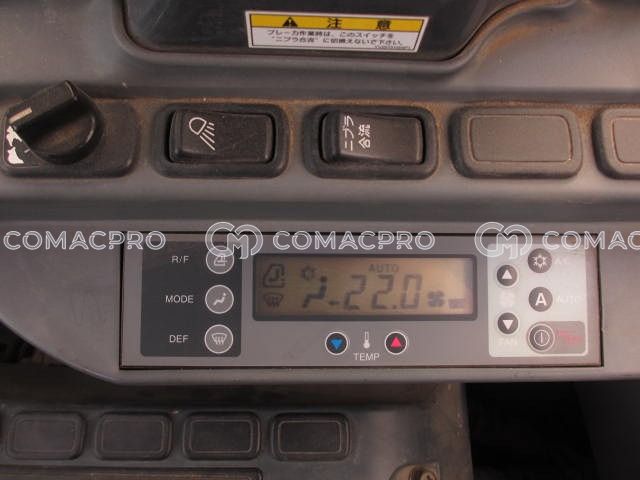 注 意
ブレーカ作業時は、このスイッチを
"ニブラ合流"に切換えないで下さい。
ニブラ
合流
COMACPRO COMACPRO COMACPRO
R/F
MODE
DEF
AUTO
22.0
TEMP
A/C
A AUTO
FAN